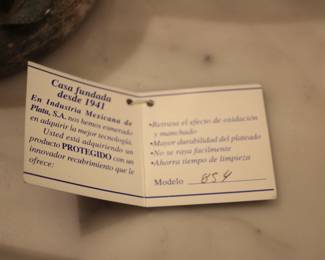 Casa fundada
desde 1941
En Industria Mexicana de
Plata, S.A. nos hemos esmerado
en adquirir la mejor tecnología.
Usted está adquiriendo un
producto PROTEGIDO con un
innovador recubrimiento que le
ofrece:
•Retrasa el efecto de oxidación
y manchado
•Mayor durabilidad del plateado
•No se raya facilmente
•Ahorra tiempo de limpieza
Modelo 854